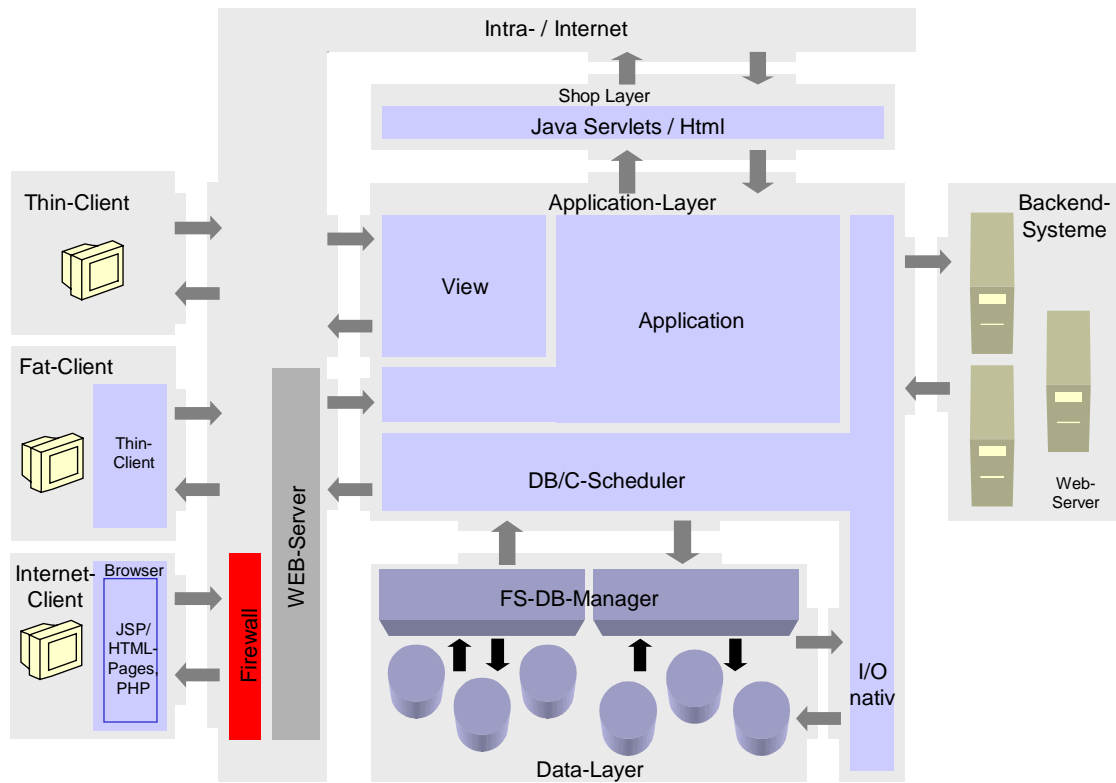 Intra- / Internet
Shop Layer
Java Servlets / Html
Thin-Client
Application-Layer
Backend-
Systeme
View
Application
Fat-Client
Thin-
Client
DB/C-Scheduler
Web-
Server
WEB-Server
Internet-
Client
Browser
JSP/
HTML-
Pages,
PHP
Firewall
FS-DB-Manager
I/O
nativ
Data-Layer